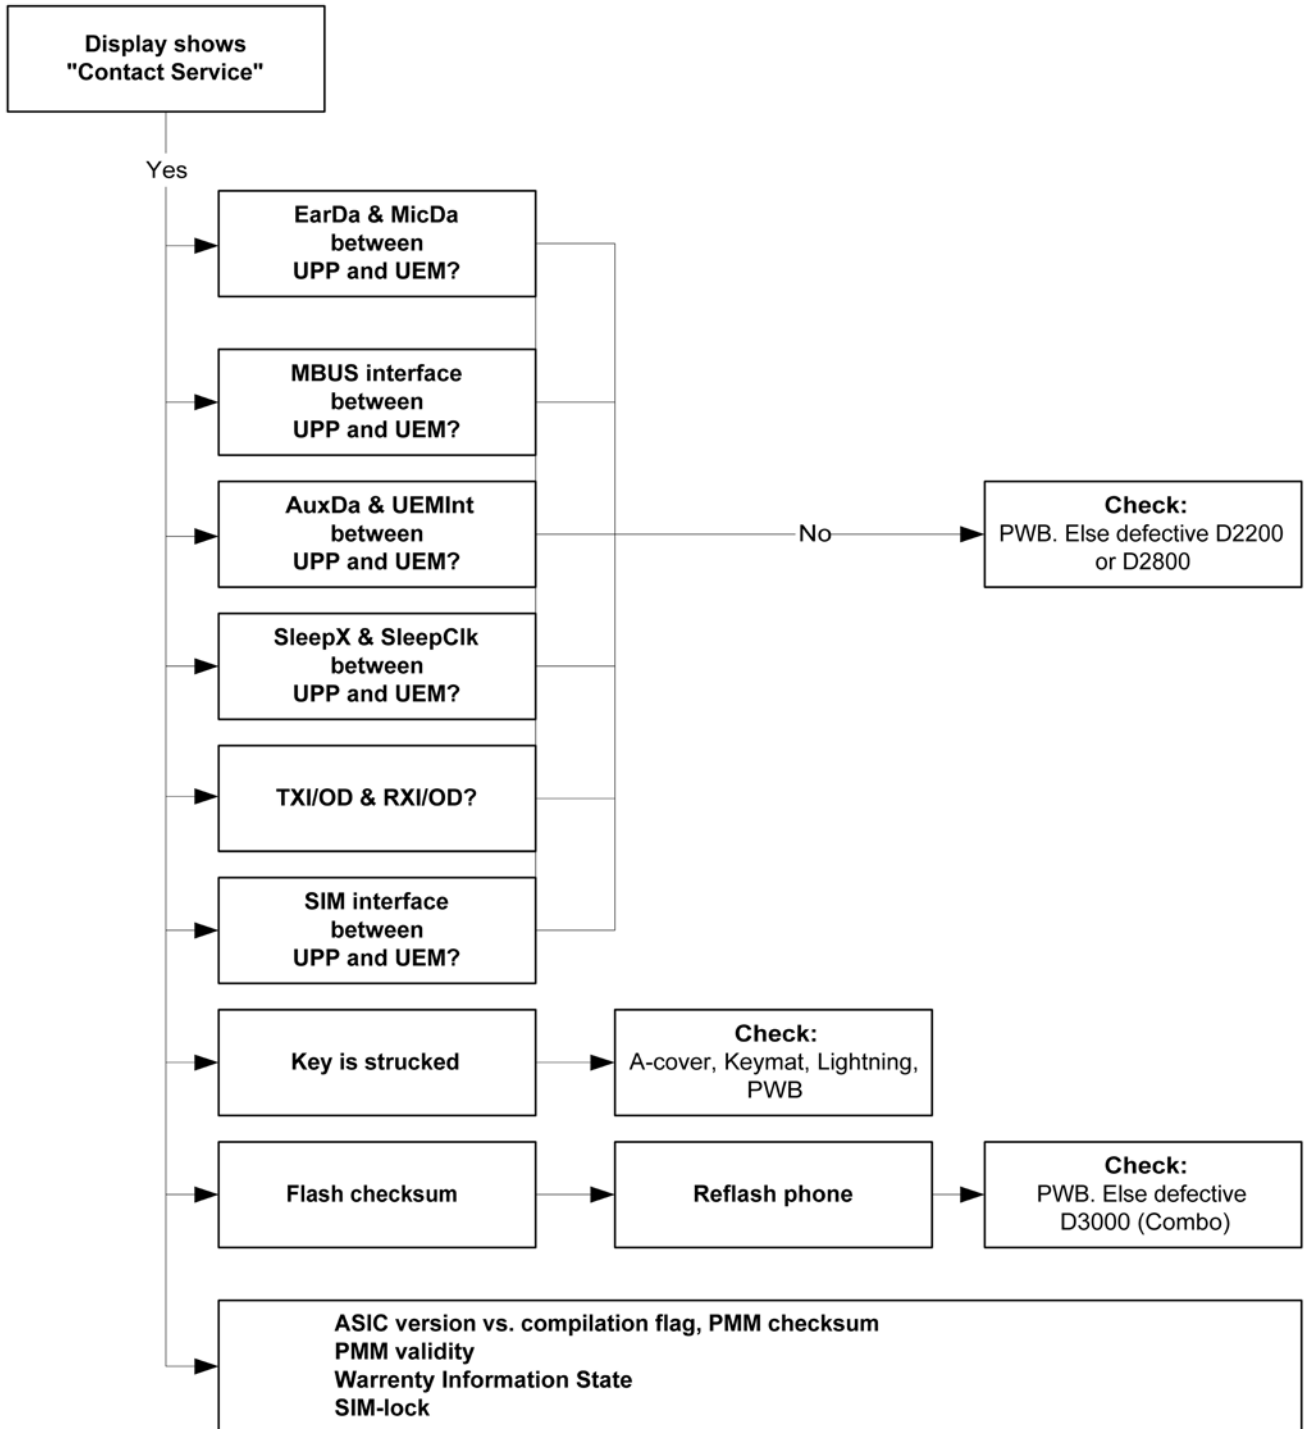 Display shows
"Contact Service"
Yes
EarDa & MicDa
between
UPP and UEM?
MBUS interface
between
UPP and UEM?
AuxDa & UEMInt
between
UPP and UEM?
No
Check:
PWB. Else defective D2200
or D2800
SleepX & SleepClk
between
UPP and UEM?
TXI/OD & RXI/OD?
SIM interface
between
UPP and UEM?
Key is strucked
Check:
A-cover, Keymat, Lightning,
PWB
Flash checksum
Reflash phone
Check:
PWB. Else defective
D3000 (Combo)
ASIC version vs. compilation flag, PMM checksum
PMM validity
Warrenty Information State
SIM-lock